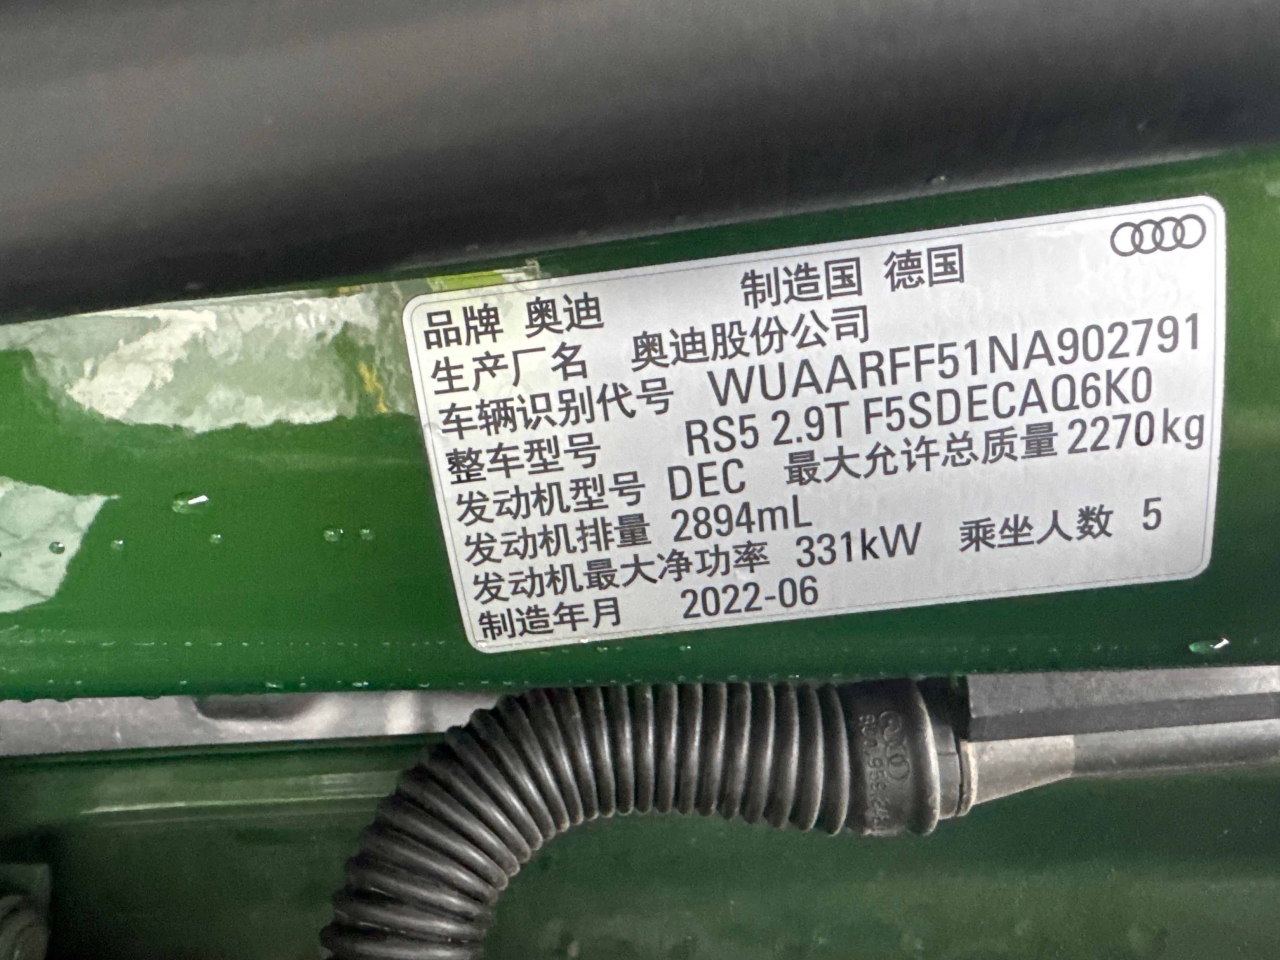 品牌 奥迪 制造国 德国
生产厂名 奥迪股份公司
车辆识别代号 WUAARFF51NA902791
整车型号 RS5 2.9T F5SDECAQ6K0
发动机型号 DEC 最大允许总质量 2270kg
发动机排量 2894mL
发动机最大净功率 331kW 乘坐人数 5
制造年月 2022-06